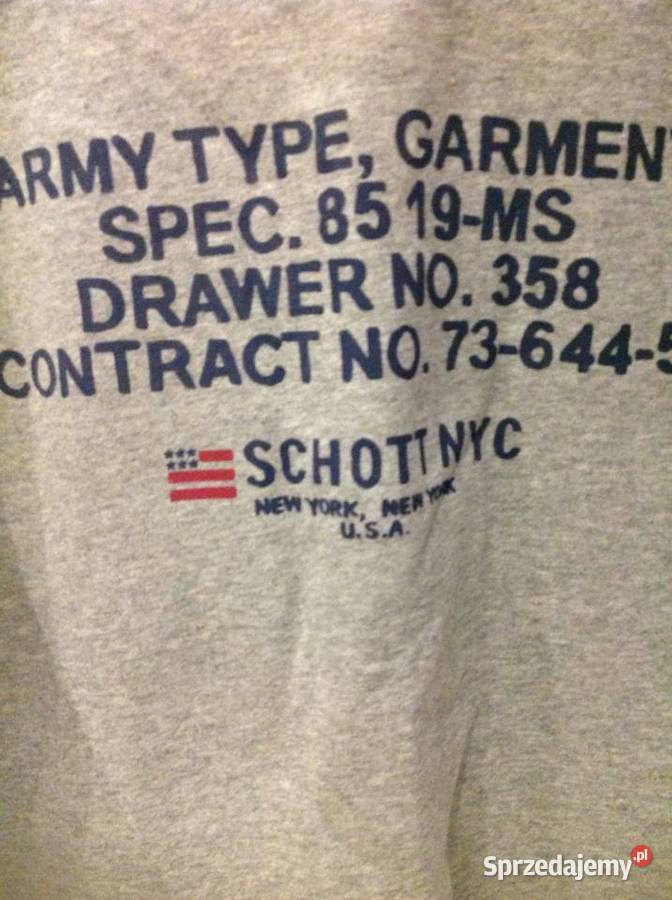 ARMY TYPE, GARMEN
SPEC. 85 19-MS
DRAWER NO. 358
CONTRACT NO. 73-644-5
SCHOTT NYC
NEW YORK, NEW YORK
U.S.A.
Sprzedajemy.pl